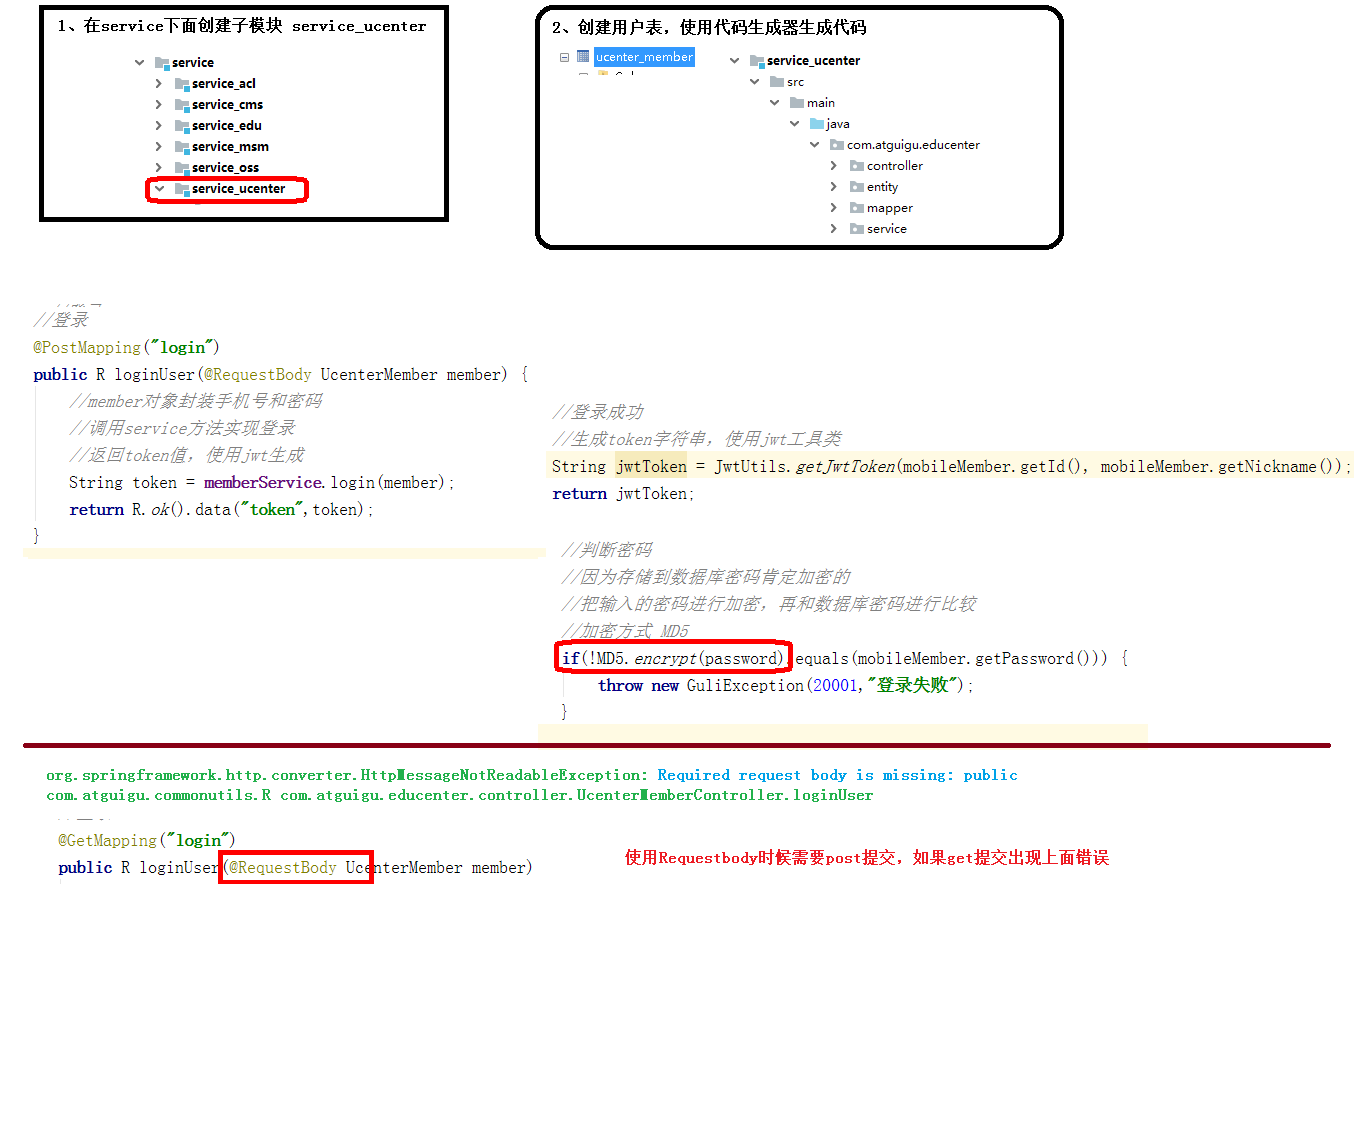 1、在service下面创建子模块 service_ucenter
service
service_acl
service_cms
service_edu
service_msm
service_oss
service_ucenter
2、创建用户表，使用代码生成器生成代码
ucenter_member
service_ucenter
src
main
java
com.atguigu.educenter
controller
entity
mapper
service
//登录
@PostMapping("login")
public R loginUser(@RequestBody UcenterMember member) {
//member对象封装手机号和密码
//调用service方法实现登录
//返回token值，使用jwt生成
String token = memberService.login(member);
return R.ok().data("token",token);
}
//登录成功
//生成token字符串，使用jwt工具类
String jwtToken = JwtUtils.getJwtToken(mobileMember.getId(), mobileMember.getNickname());
return jwtToken;
//判断密码
//因为存储到数据库密码肯定加密的
//把输入的密码进行加密，再和数据库密码进行比较
//加密方式 MD5
if(!MD5.encrypt(password).equals(mobileMember.getPassword())) {
throw new GuliException(20001,"登录失败");
}
org.springframework.http.converter.HttpMessageNotReadableException: Required request body is missing: public
com.atguigu.commonutils.R com.atguigu.educenter.controller.UcenterMemberController.loginUser
@GetMapping("login")
public R loginUser(@RequestBody UcenterMember member)
使用Requestbody时候需要post提交，如果get提交出现上面错误